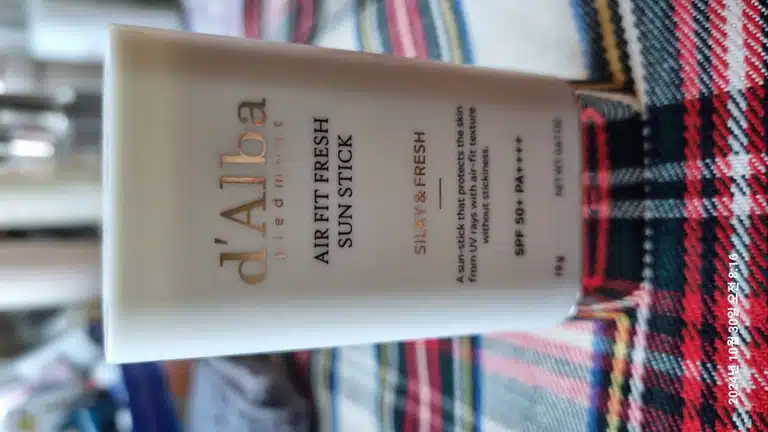 d'Alba
Piedmont
AIR FIT FRESH
SUN STICK
SILKY & FRESH
A sun-stick that protects the skin
from UV rays with air-fit texture
without stickiness.
SPF 50+ PA++++
19g NET WT. 0.67 OZ
2024년 10월 30일 오전 8:16